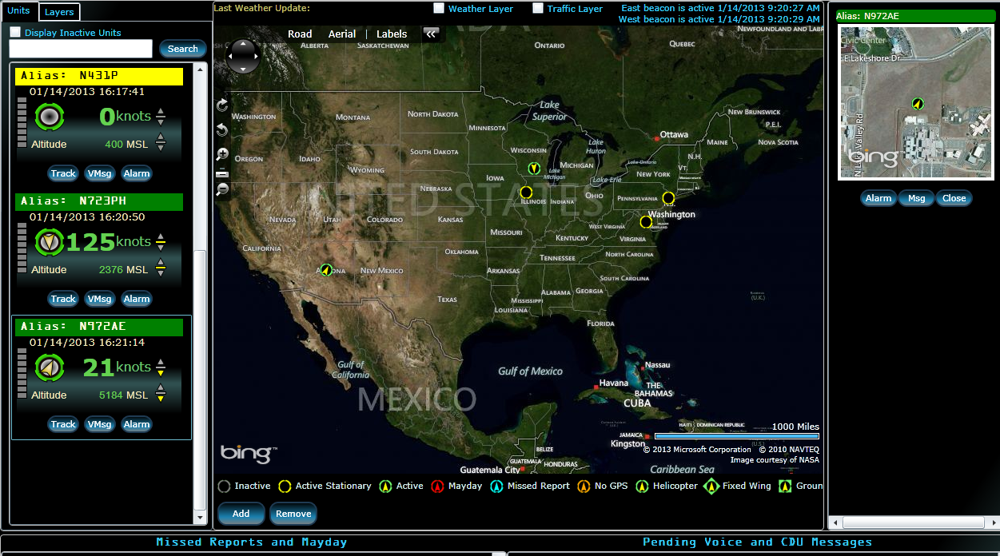 Units
Layers
Display Inactive Units
Search
Alias: N431P
01/14/2013 16:17:41
0knots
Altitude 400 MSL
Track VMsg Alarm
Alias: N723PH
01/14/2013 16:20:50
125knots
Altitude 2376 MSL
Track VMsg Alarm
Alias: N972AE
01/14/2013 16:21:14
21knots
Altitude 5184 MSL
Track VMsg Alarm
Last Weather Update:
Weather Layer
Traffic Layer
East beacon is active 1/14/2013 9:20:27 AM
West beacon is active 1/14/2013 9:20:29 AM
Road Aerial | Labels «
NEWFOUNDLAND AND LABR
ALBERTA
SASKATCHEWAN
ONTARIO
QUEBEC
Lake Superior
WASHINGTON
MONTANA
NORTH DAKOTA
MINNESOTA
NEW BRUNSWICK
P.E.I.
Ottawa
MAINE
NOVA SCOTIA
OREGON
IDAHO
SOUTH DAKOTA
WISCONSIN
Lake Huron
N.H.
WYOMING
MICHIGAN
Lake Ontario
VT.
IOWA
Lake Michigan
NEW YORK
Lake Erie
NEBRASKA
UNITED STATES
ILLINOIS
INDIANA
OHIO
PENNSYLVANIA
N.J.
NEVADA
UTAH
COLORADO
KANSAS
Washington
MISSOURI
WEST VIRGINIA
KENTUCKY
VIRGINIA
CALIFORNIA
OKLAHOMA
TENNESSEE
NORTH CAROLINA
ARIZONA
NEW MEXICO
ARKANSAS
SOUTH CAROLINA
TEXAS
MISSISSIPPI
ALABAMA
GEORGIA
LOUISIANA
(U.K.)
FLORIDA
Gulf of California
Gulf of Mexico
Nassau
Havana
THE BAHAMAS
MEXICO
CUBA
HAITI
DOMINICAN REPUBLIC
1000 Miles
JAMAICA
Kingston
(U.S.)
BELIZE
bing™
© 2013 Microsoft Corporation © 2010 NAVTEQ
Image courtesy of NASA
GUATEMALA
HONDURAS
Guatemala City
Caribbean Sea
Inactive
Active Stationary
Active
Mayday
Missed Report
No GPS
Helicopter
Fixed Wing
Groun
Add
Remove
Alias: N972AE
Civic Center
E Lakeshore Dr
N Lake Valley Rd
bing™
Alarm Msg Close
Missed Reports and Mayday
Pending Voice and CDU Messages